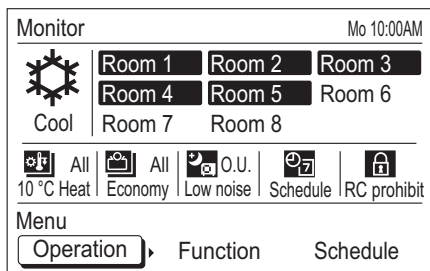 Monitor Mo 10:00AM
Room 1 Room 2 Room 3
Room 4 Room 5 Room 6
Cool Room 7 Room 8
All All O.U. 7
10 °C Heat Economy Low noise Schedule RC prohibit
Menu
Operation Function Schedule